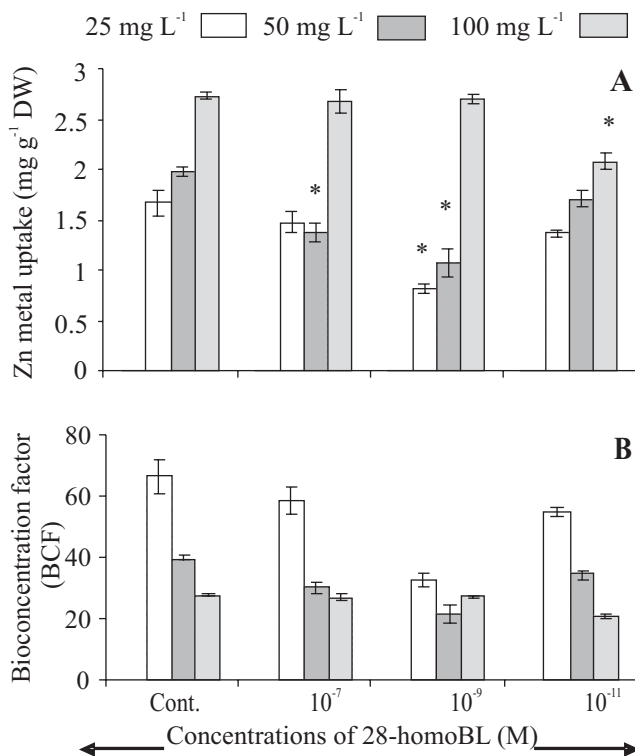 25 mg L⁻¹ 50 mg L⁻¹ 100 mg L⁻¹
A
Zn metal uptake (mg g⁻¹ DW)
3
2.5
2
1.5
1
0.5
0
* * * *
B
Bioconcentration factor
(BCF)
80
60
40
20
0
Cont. 10⁻⁷ 10⁻⁹ 10⁻¹¹
Concentrations of 28-homoBL (M)